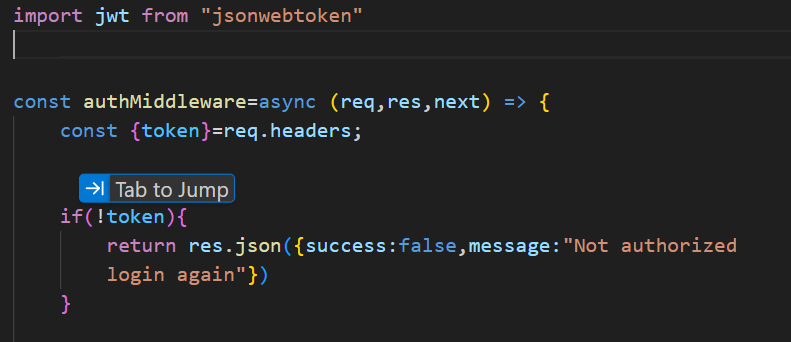 import jwt from "jsonwebtoken"
const authMiddleware=async (req,res,next) => {
const {token}=req.headers;
Tab to Jump
if(!token){
return res.json({success:false,message:"Not authorized
login again"})
}